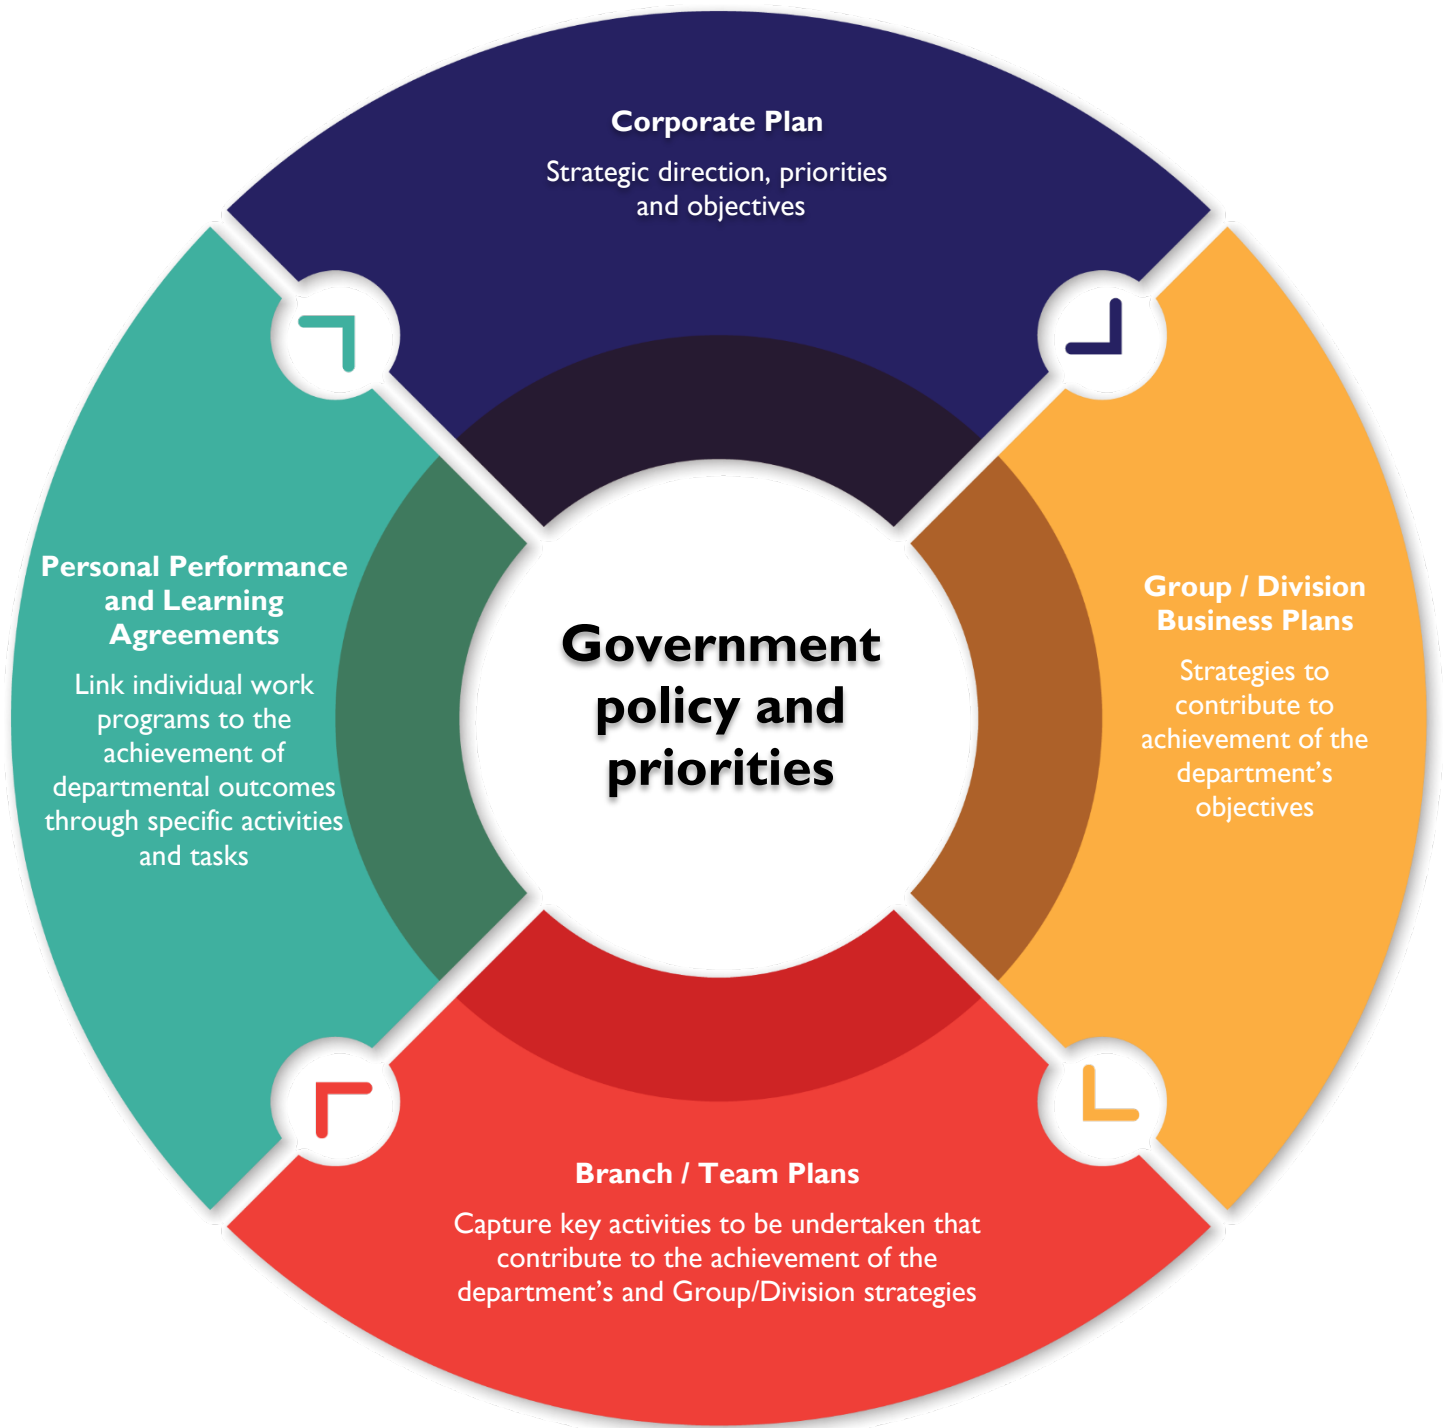 Corporate Plan
Strategic direction, priorities
and objectives
Group / Division
Business Plans
Strategies to
contribute to
achievement of the
department's
objectives
Branch / Team Plans
Capture key activities to be undertaken that
contribute to the achievement of the
department's and Group/Division strategies
Personal Performance
and Learning
Agreements
Link individual work
programs to the
achievement of
departmental outcomes
through specific activities
and tasks
Government
policy and
priorities